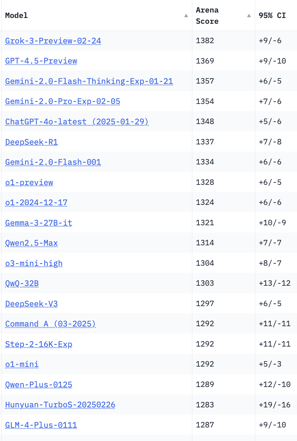 Model Arena Score 95% CI
Grok-3-Preview-02-24 1382 +9/-6
GPT-4.5-Preview 1369 +9/-10
Gemini-2.0-Flash-Thinking-Exp-01-21 1357 +6/-5
Gemini-2.0-Pro-Exp-02-05 1354 +7/-6
ChatGPT-4o-latest (2025-01-29) 1348 +5/-6
DeepSeek-R1 1337 +7/-8
Gemini-2.0-Flash-001 1334 +6/-6
o1-preview 1328 +6/-5
o1-2024-12-17 1324 +6/-6
Gemma-3-27B-it 1321 +10/-9
Qwen2.5-Max 1314 +7/-7
o3-mini-high 1304 +8/-7
QwQ-32B 1303 +13/-12
DeepSeek-V3 1297 +6/-5
Command A (03-2025) 1292 +11/-11
Step-2-16K-Exp 1292 +11/-11
o1-mini 1292 +5/-3
Qwen-Plus-0125 1289 +12/-10
Hunyuan-TurboS-20250226 1283 +19/-16
GLM-4-Plus-0111 1287 +9/-10